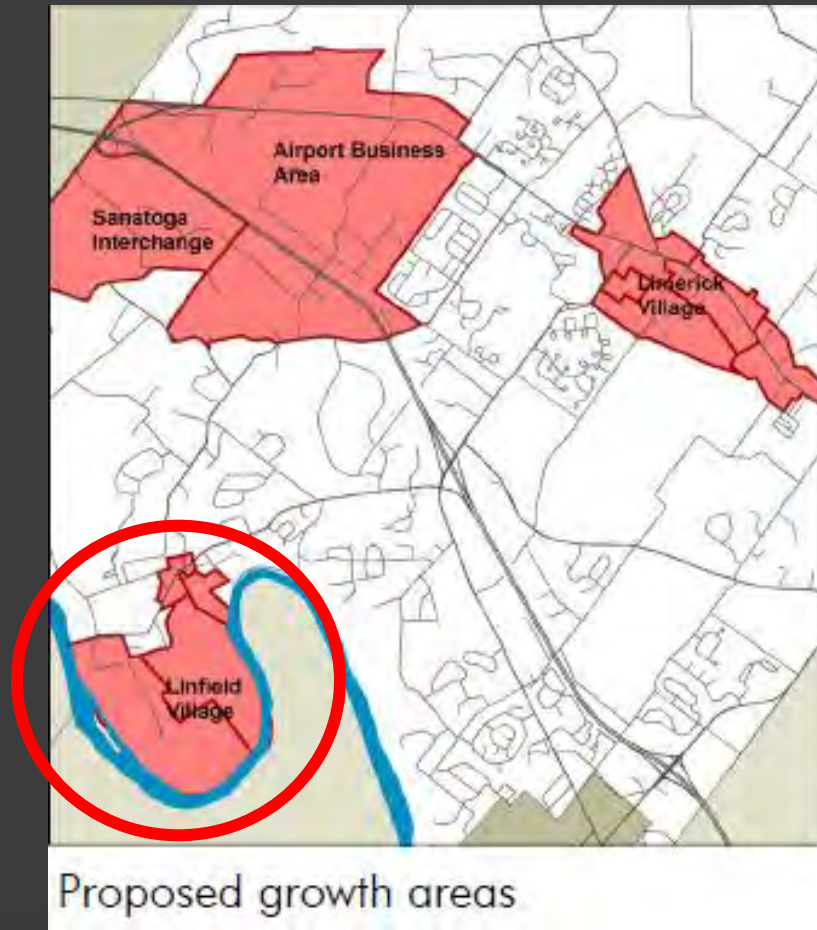 Airport Business
Area
Sanatoga
Interchange
Limerick
Village
Linfield
Village
Proposed growth areas